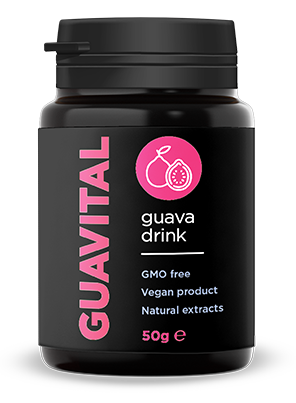 GUAVITAL
guava
drink
GMO free
Vegan product
Natural extracts
50g ℮